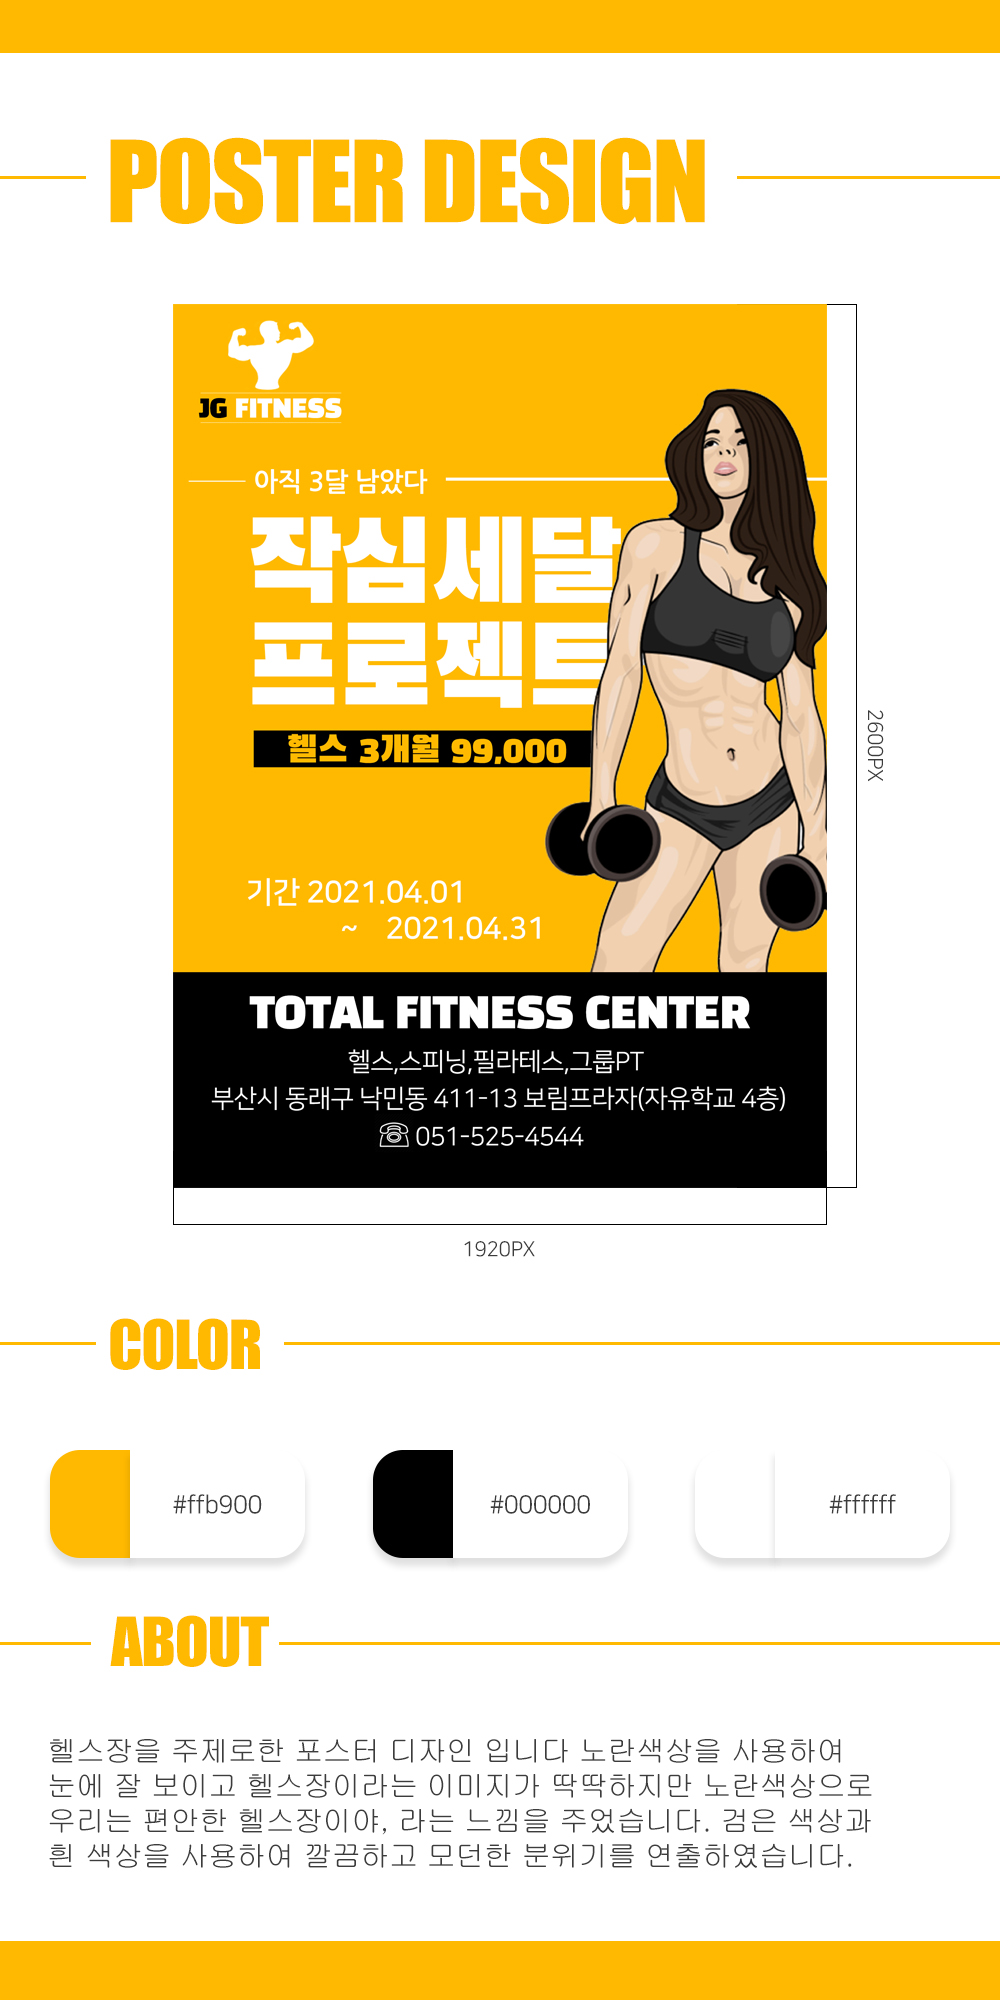 POSTER DESIGN
JG FITNESS
아직 3달 남았다
작심세달
프로젝트
헬스 3개월 99,000
기간 2021.04.01
~ 2021.04.31
TOTAL FITNESS CENTER
헬스,스피닝,필라테스,그룹PT
부산시 동래구 낙민동 411-13 보림프라자(자유학교 4층)
☏ 051-525-4544
2600PX
1920PX
COLOR
#ffb900
#000000
#ffffff
ABOUT
헬스장을 주제로한 포스터 디자인 입니다 노란색상을 사용하여
눈에 잘 보이고 헬스장이라는 이미지가 딱딱하지만 노란색상으로
우리는 편안한 헬스장이야, 라는 느낌을 주었습니다. 검은 색상과
흰 색상을 사용하여 깔끔하고 모던한 분위기를 연출하였습니다.